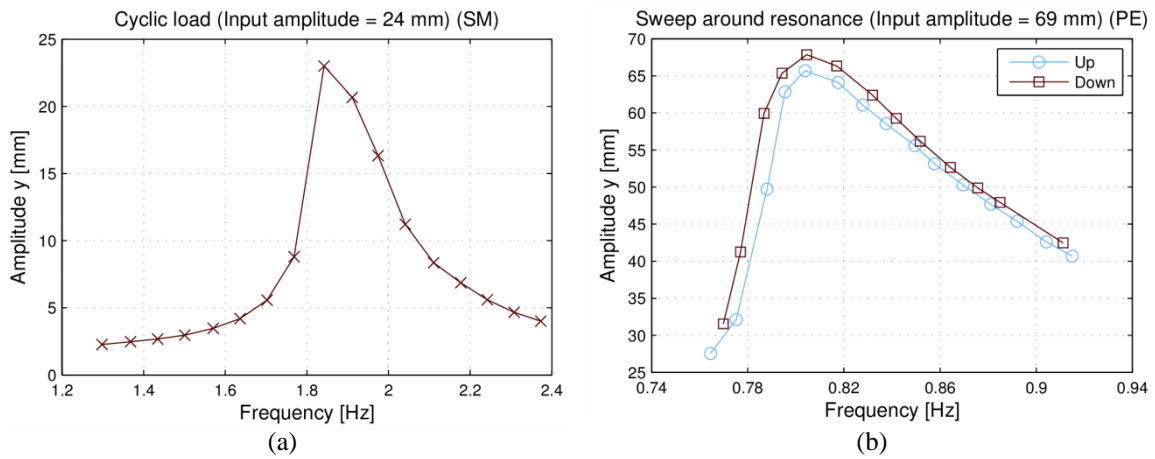 Cyclic load (Input amplitude = 24 mm) (SM)
25
20
15
10
5
0
Amplitude y [mm]
1.2 1.4 1.6 1.8 2 2.2 2.4
Frequency [Hz]
(a)
Sweep around resonance (Input amplitude = 69 mm) (PE)
70
65
60
55
50
45
40
35
30
25
Amplitude y [mm]
Up
Down
0.74 0.78 0.82 0.86 0.9 0.94
Frequency [Hz]
(b)